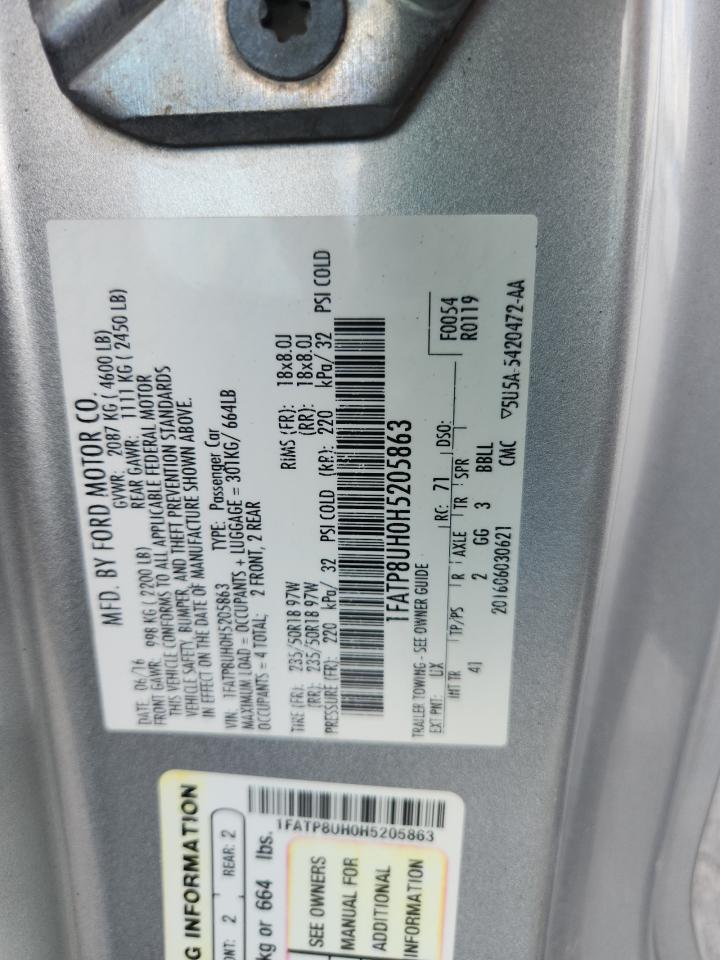 MFD. BY FORD MOTOR CO.
DATE 06/16 GVWR: 2087 KG ( 4600 LB)
FRONT GAWR: 998 KG ( 2200 LB) REAR GAWR: 1111 KG ( 2450 LB)
THIS VEHICLE CONFORMS TO ALL APPLICABLE FEDERAL MOTOR
VEHICLE SAFETY, BUMPER, AND THEFT PREVENTION STANDARDS
IN EFFECT ON THE DATE OF MANUFACTURE SHOWN ABOVE.
VIN: 1FATP8UH0H5205863 TYPE: Passenger Car
MAXIMUM LOAD = OCCUPANTS + LUGGAGE = 301KG/ 664LB
OCCUPANTS = 4 TOTAL: 2 FRONT, 2 REAR
TIRE (FR): 235/50R18 97W RIMS (FR): 18x8.0J
(RR): 235/50R18 97W (RR): 18x8.0J
PRESSURE (FR): 220 kPa/ 32 PSI COLD (RR): 220 kPa/ 32 PSI COLD
1FATP8UH0H5205863
TRAILER TOWING - SEE OWNER GUIDE
EXT PNT: UX RC: 71 DSO: F0054
R0119
INT TR TP/PS R AXLE TR SPR
41 2 GG 3 BBLL
201606030621 CMC ▽5U5A-5420472-AA
G INFORMATION
ONT: 2 REAR: 2
kg or 664 lbs.
1FATP8UH0H5205863
SEE OWNERS
MANUAL FOR
ADDITIONAL
INFORMATION